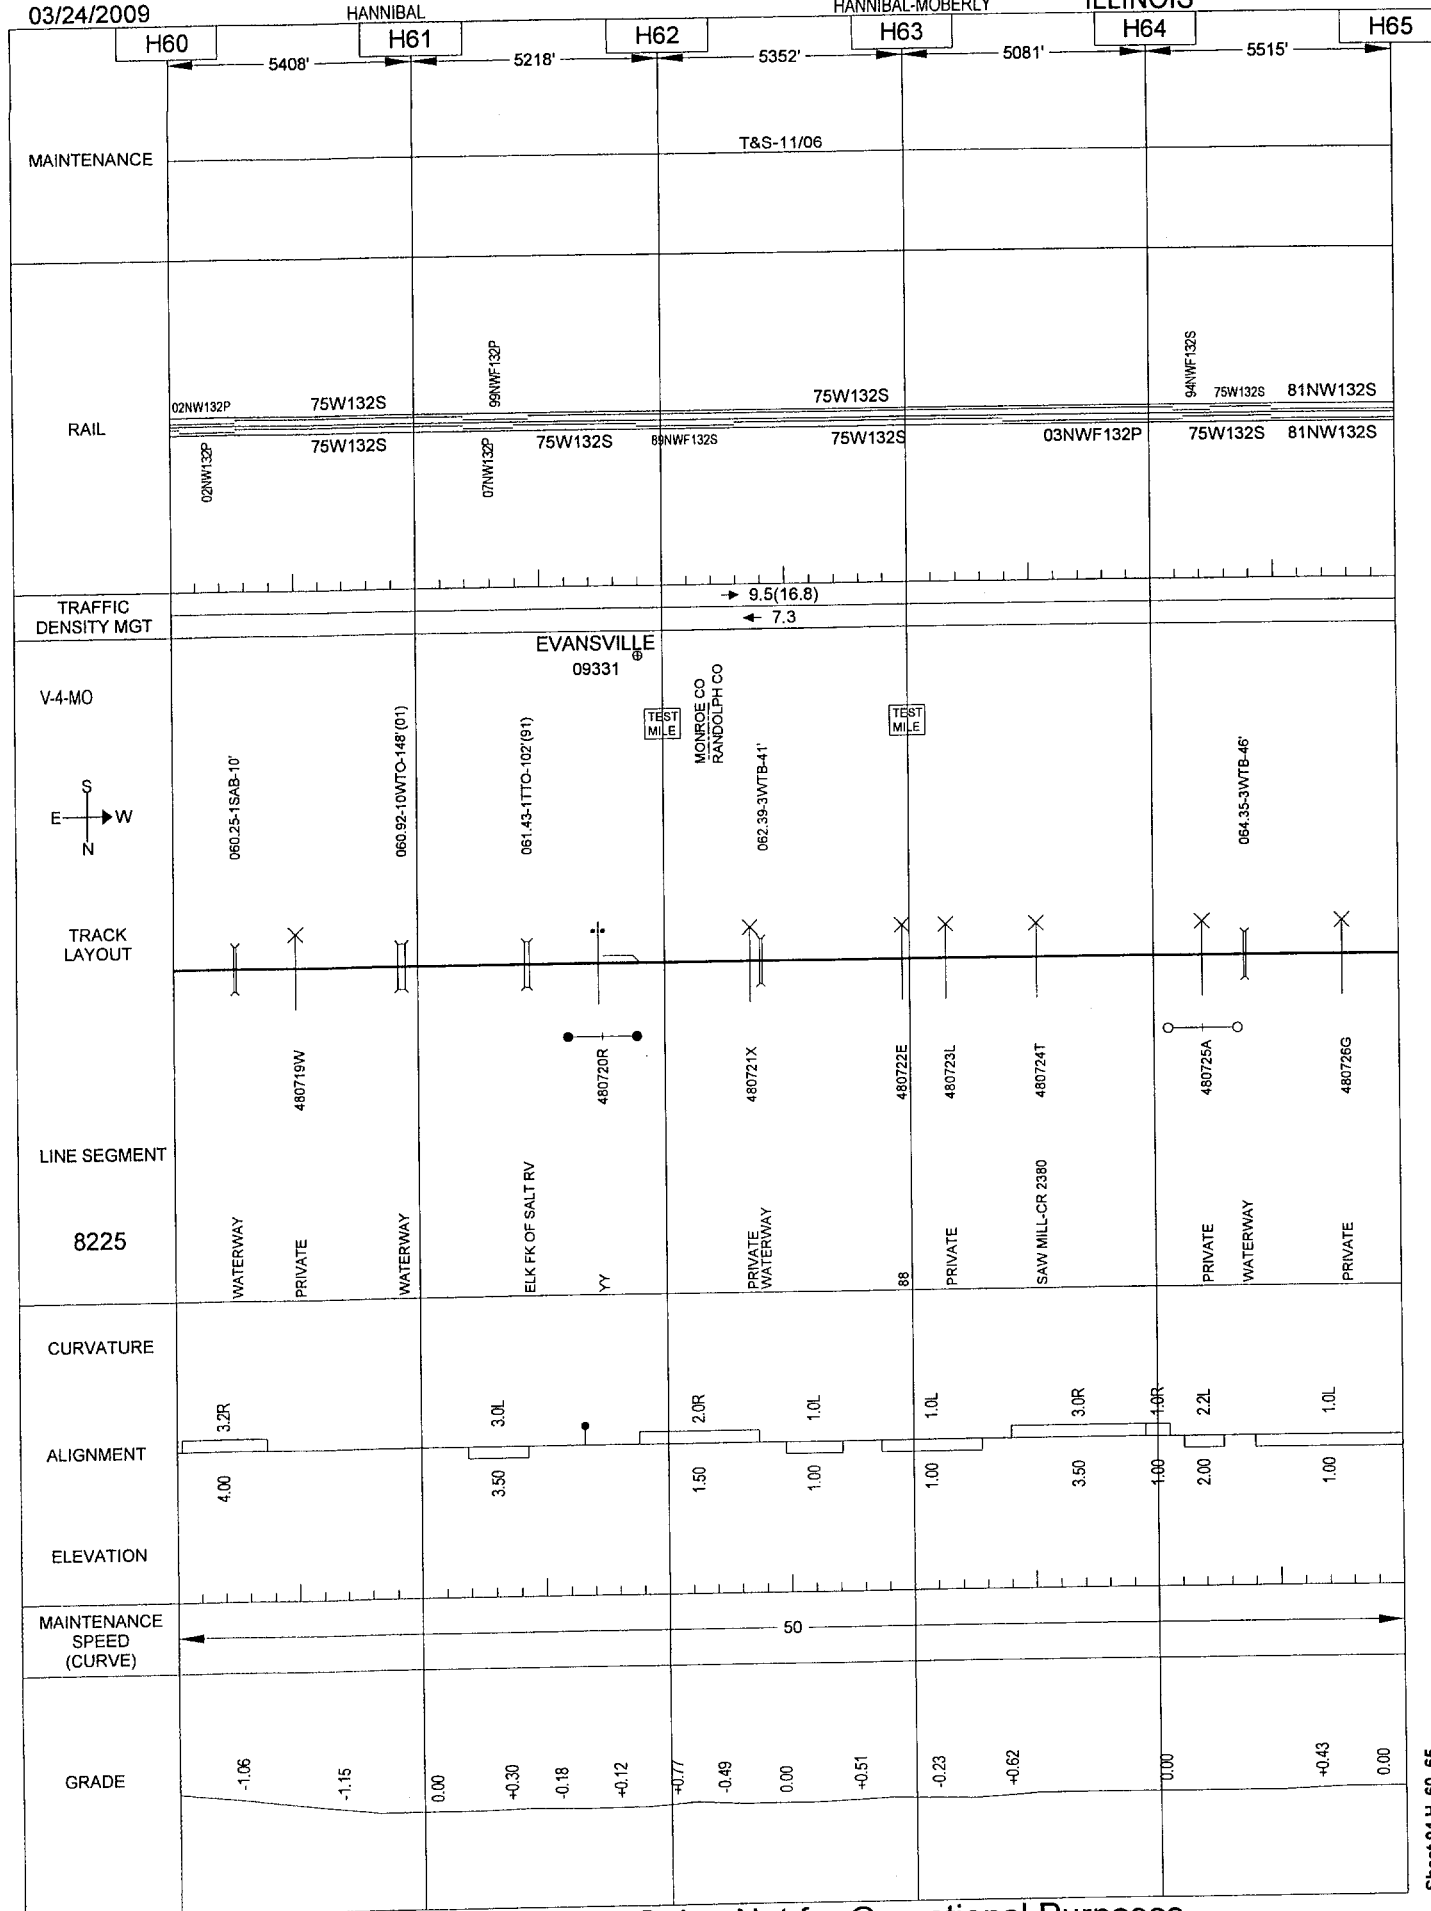 03/24/2009 HANNIBAL HANNIBAL-MOBERLY ILLINOIS
H60 H61 H62 H63 H64 H65
5408' 5218' 5352' 5081' 5515'
MAINTENANCE
T&S-11/06
RAIL
02NW132P 75W132S 99NWF132P 75W132S 94NWF132S 75W132S 81NW132S
02NW132P 75W132S 07NW132P 75W132S 89NWF132S 75W132S 03NWF132P 75W132S 81NW132S
TRAFFIC
DENSITY MGT
9.5(16.8)
7.3
EVANSVILLE
09331
V-4-MO
TEST
MILE
MONROE CO
RANDOLPH CO
TEST
MILE
S
E W
N
060.25-1SAB-10'
060.92-10WTO-148'(01)
061.43-1TTO-102'(91)
062.39-3WTB-41'
064.35-3WTB-46'
TRACK
LAYOUT
480719W
480720R
480721X
480722E
480723L
480724T
480725A
480726G
LINE SEGMENT
8225
WATERWAY
PRIVATE
WATERWAY
ELK FK OF SALT RV
YY
PRIVATE
WATERWAY
88
PRIVATE
SAW MILL-CR 2380
PRIVATE
WATERWAY
PRIVATE
CURVATURE
3.2R 3.0L 2.0R 1.0L 1.0L 3.0R 1.0R 2.2L 1.0L
ALIGNMENT
4.00 3.50 1.50 1.00 1.00 3.50 1.00 2.00 1.00
ELEVATION
MAINTENANCE
SPEED
(CURVE)
50
GRADE
-1.06 -1.15 0.00 +0.30 -0.18 +0.12 +0.77 -0.49 0.00 +0.51 -0.23 +0.62 0.00 +0.43 0.00
Not for Operational Purposes